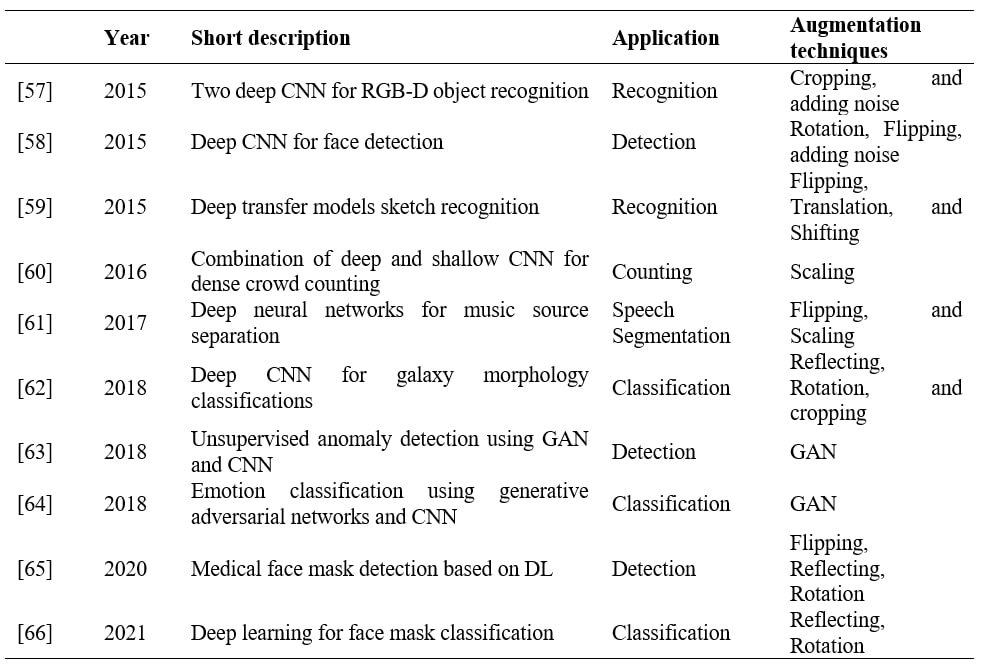 Year Short description Application Augmentation techniques
[57] 2015 Two deep CNN for RGB-D object recognition Recognition Cropping, and adding noise
[58] 2015 Deep CNN for face detection Detection Rotation, Flipping, adding noise
[59] 2015 Deep transfer models sketch recognition Recognition Flipping, Translation, and Shifting
[60] 2016 Combination of deep and shallow CNN for dense crowd counting Counting Scaling
[61] 2017 Deep neural networks for music source separation Speech Segmentation Flipping, and Scaling
[62] 2018 Deep CNN for galaxy morphology classifications Classification Reflecting, Rotation, and cropping
[63] 2018 Unsupervised anomaly detection using GAN and CNN Detection GAN
[64] 2018 Emotion classification using generative adversarial networks and CNN Classification GAN
[65] 2020 Medical face mask detection based on DL Detection Flipping, Reflecting, Rotation
[66] 2021 Deep learning for face mask classification Classification Reflecting, Rotation